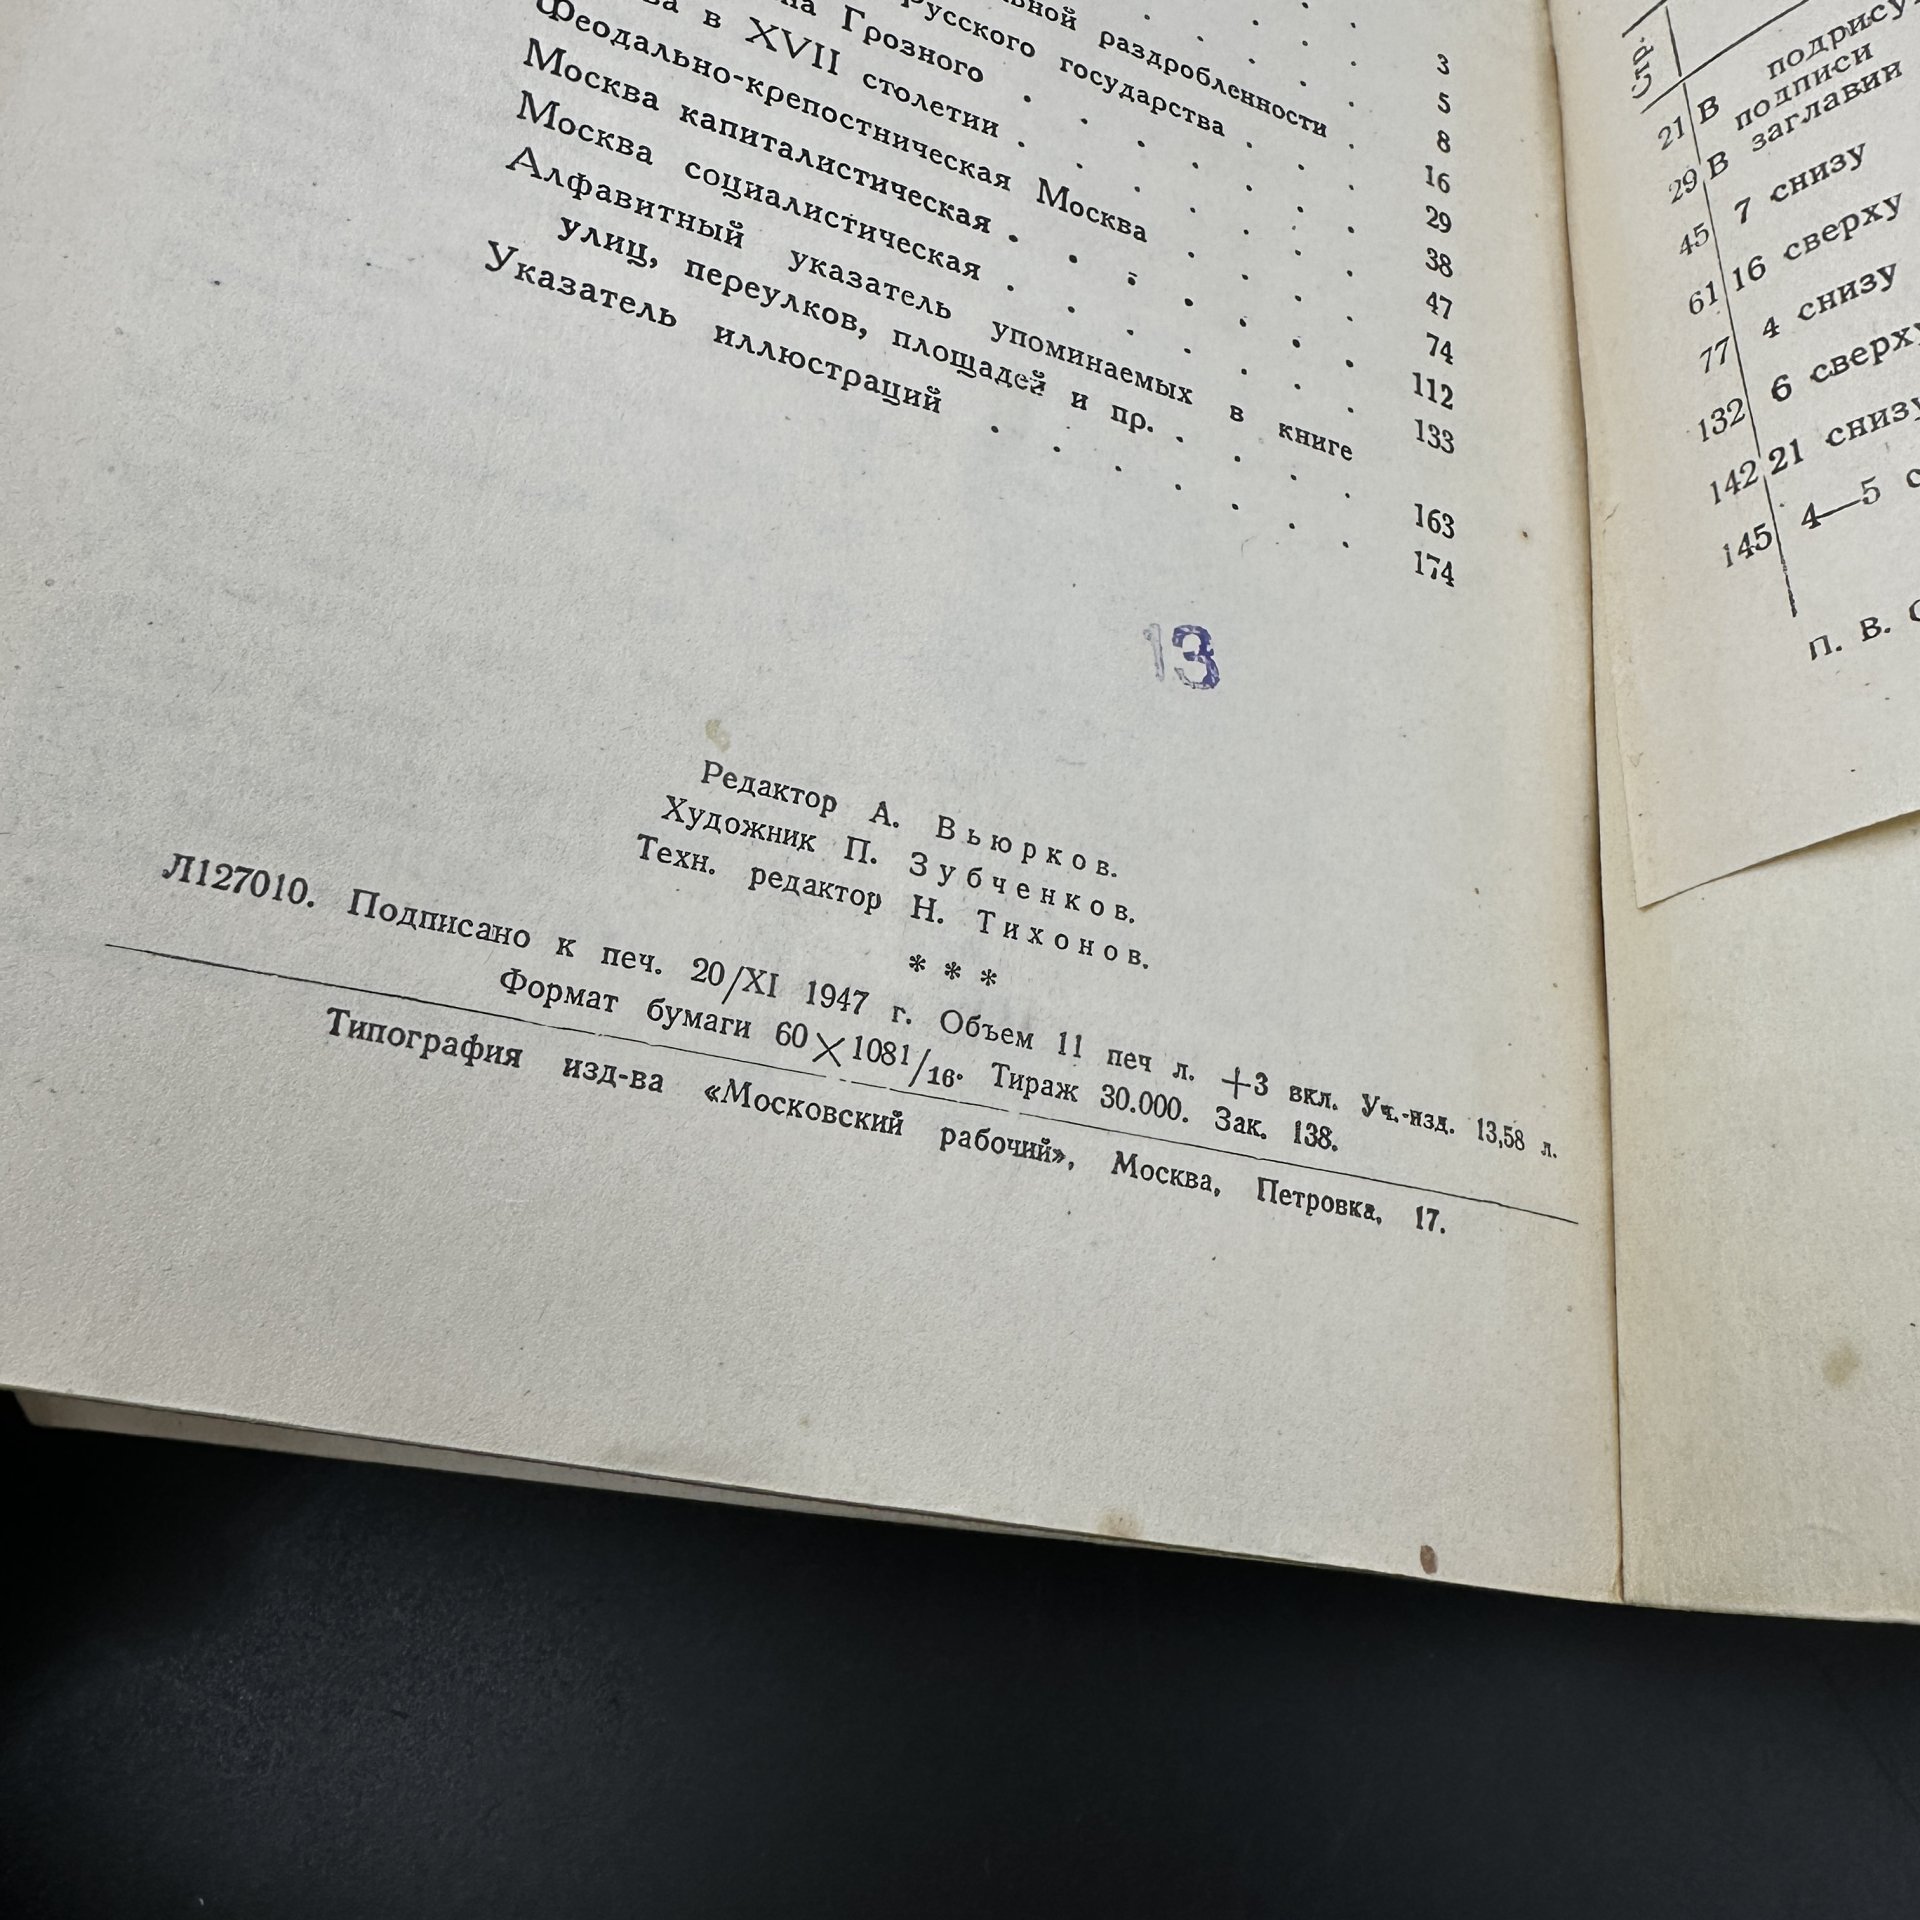 раздробленности
Русского государства
Грозного
в XVII столетии
Феодально-крепостническая Москва
Москва капиталистическая
Москва социалистическая
Алфавитный указатель упоминаемых в книге
улиц, переулков, площадей и пр.
Указатель иллюстраций
3
5
8
16
29
38
47
74
112
133
163
174
13
Редактор А. Вьюрков.
Художник П. Зубченков.
Техн. редактор Н. Тихонов.
* * *
Л127010. Подписано к печ. 20/XI 1947 г. Объем 11 печ л. +3 вкл. Уч.-изд. 13,58 л.
Формат бумаги 60×1081/16. Тираж 30.000. Зак. 138.
Типография изд-ва «Московский рабочий», Москва, Петровка, 17.
Стр.
21 В
подписи
29 В заглавии
45 7 снизу
61 16 сверху
77 4 снизу
132 6 сверху
142 21 снизу
145 4—5
П. В.